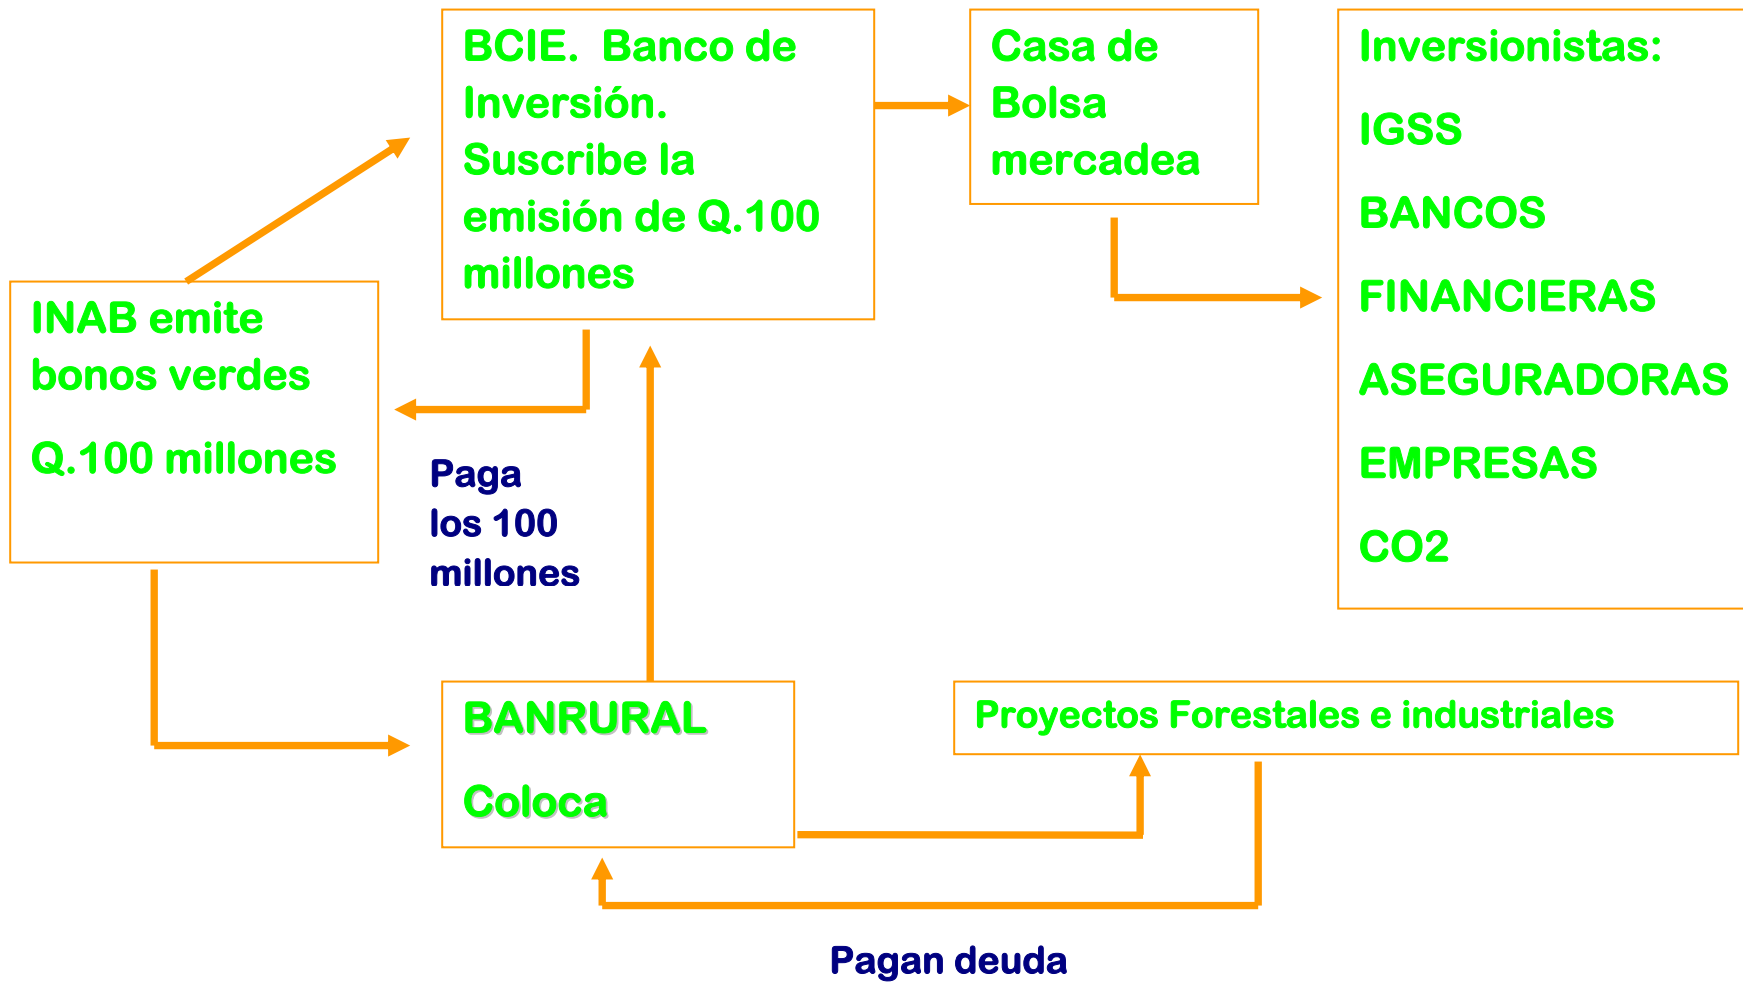 BCIE.  Banco de
Inversión.
Suscribe la
emisión de Q.100
millones
Casa de
Bolsa
mercadea
Inversionistas:
IGSS
BANCOS
FINANCIERAS
ASEGURADORAS
EMPRESAS
CO2
INAB emite
bonos verdes
Q.100 millones
Paga
los 100
millones
BANRURAL
Coloca
Proyectos Forestales e industriales
Pagan deuda